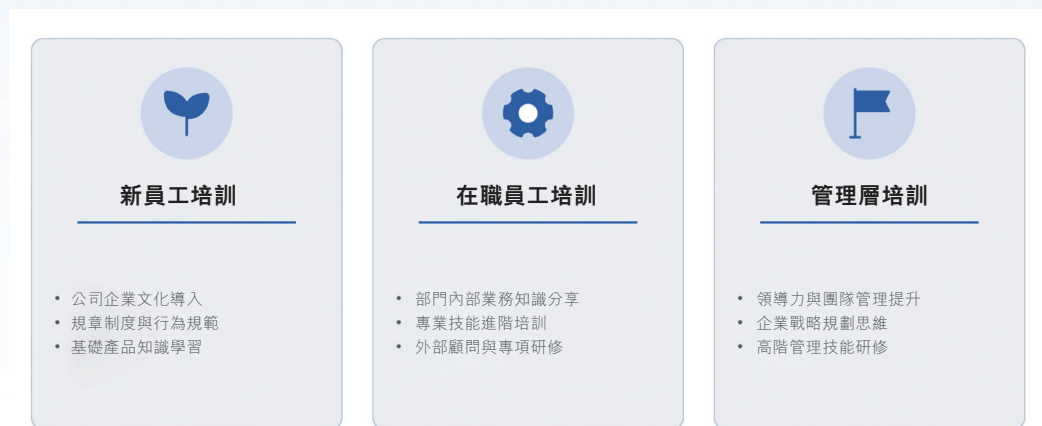 新員工培訓
• 公司企業文化導入
• 規章制度與行為規範
• 基礎產品知識學習
在職員工培訓
• 部門內部業務知識分享
• 專業技能進階培訓
• 外部顧問與專項研修
管理層培訓
• 領導力與團隊管理提升
• 企業戰略規劃思維
• 高階管理技能研修